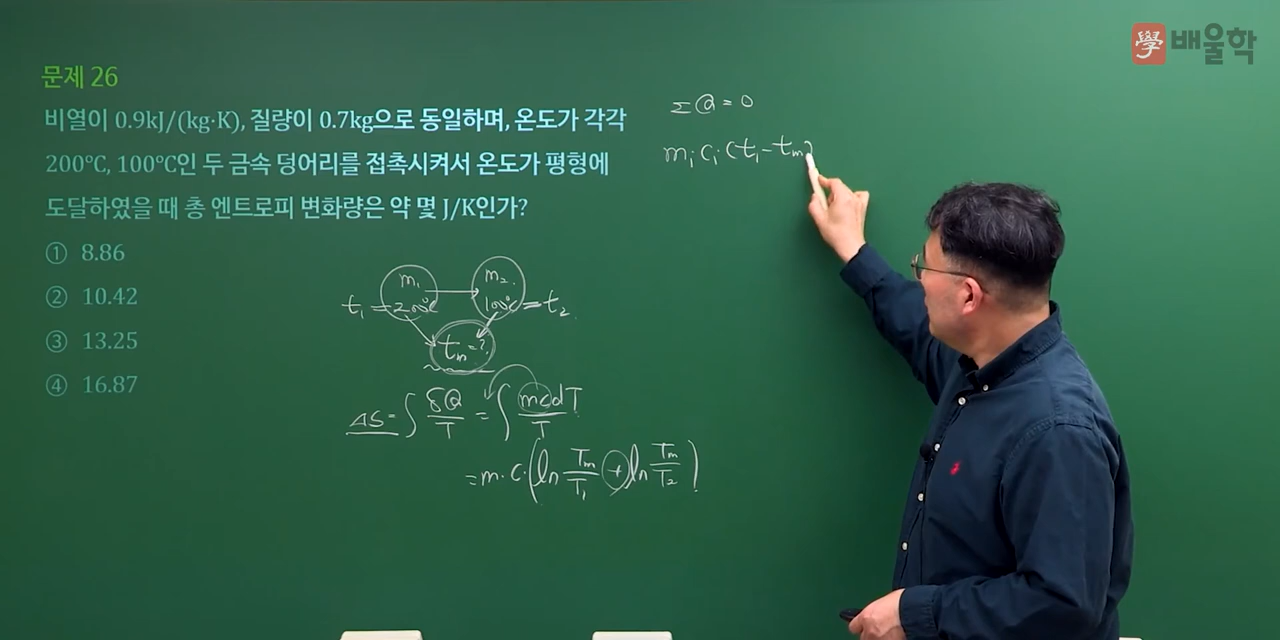 學 배울학
문제 26
비열이 0.9kJ/(kg·K), 질량이 0.7kg으로 동일하며, 온도가 각각
200℃, 100℃인 두 금속 덩어리를 접촉시켜서 온도가 평형에
도달하였을 때 총 엔트로피 변화량은 약 몇 J/K인가?
① 8.86
② 10.42
③ 13.25
④ 16.87
ΣQ = 0
m₁C₁(t₁-tm)
m₁ m₂
t₁= 200℃ 100℃ =t₂
tm=?
ΔS=∫δQ/T = ∫mCdT/T
=m·C·(ln Tm/T₁ + ln Tm/T₂)